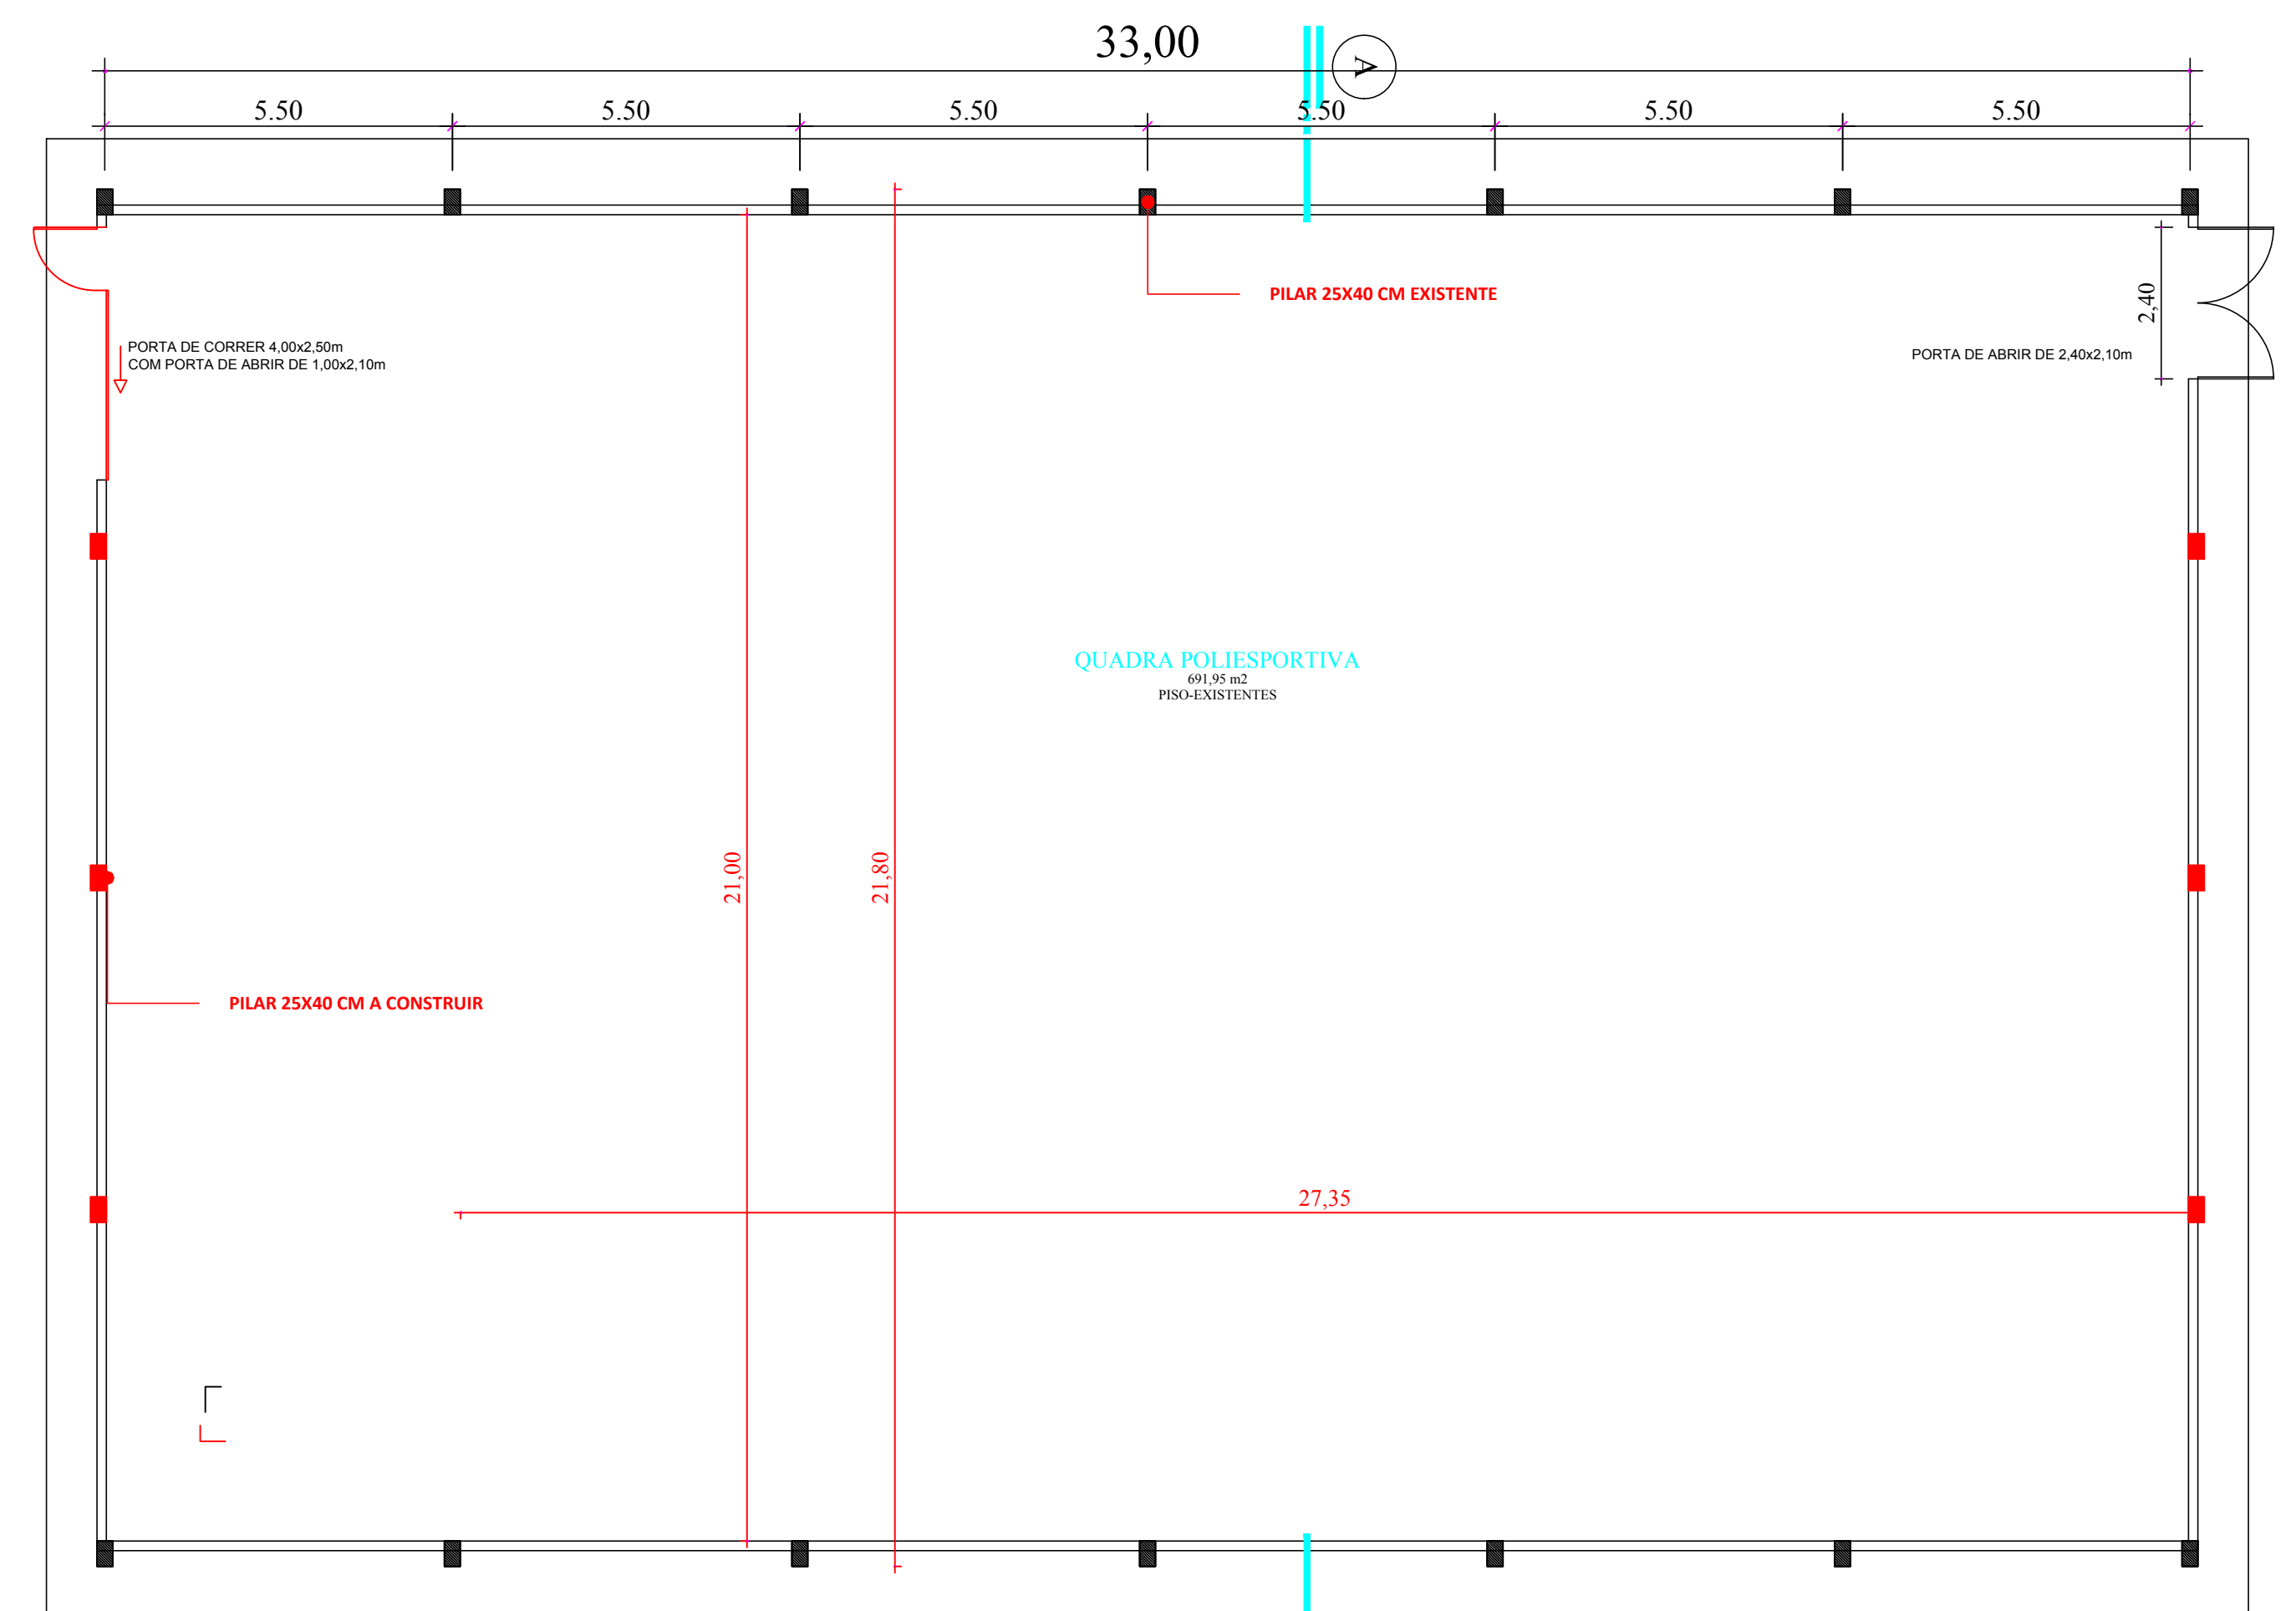 33,00
A
5.50
5.50
5.50
5.50
5.50
5.50
PILAR 25X40 CM EXISTENTE
2,40
PORTA DE CORRER 4,00x2,50m
COM PORTA DE ABRIR DE 1,00x2,10m
PORTA DE ABRIR DE 2,40x2,10m
QUADRA POLIESPORTIVA
691,95 m2
PISO-EXISTENTES
21,00
21,80
PILAR 25X40 CM A CONSTRUIR
27,35